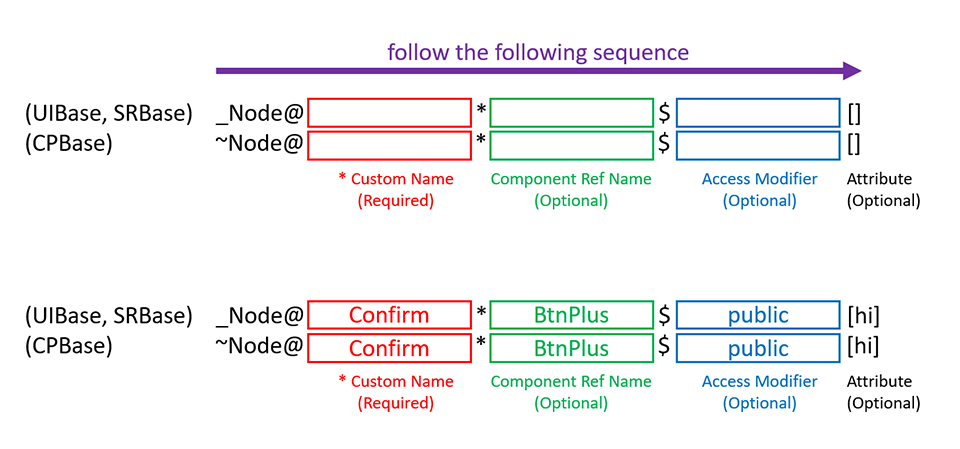 follow the following sequence
(UIBase, SRBase) _Node@ * $ []
(CPBase) ~Node@ * $ []
* Custom Name Component Ref Name Access Modifier Attribute
(Required) (Optional) (Optional) (Optional)
(UIBase, SRBase) _Node@ Confirm * BtnPlus $ public [hi]
(CPBase) ~Node@ Confirm * BtnPlus $ public [hi]
* Custom Name Component Ref Name Access Modifier Attribute
(Required) (Optional) (Optional) (Optional)